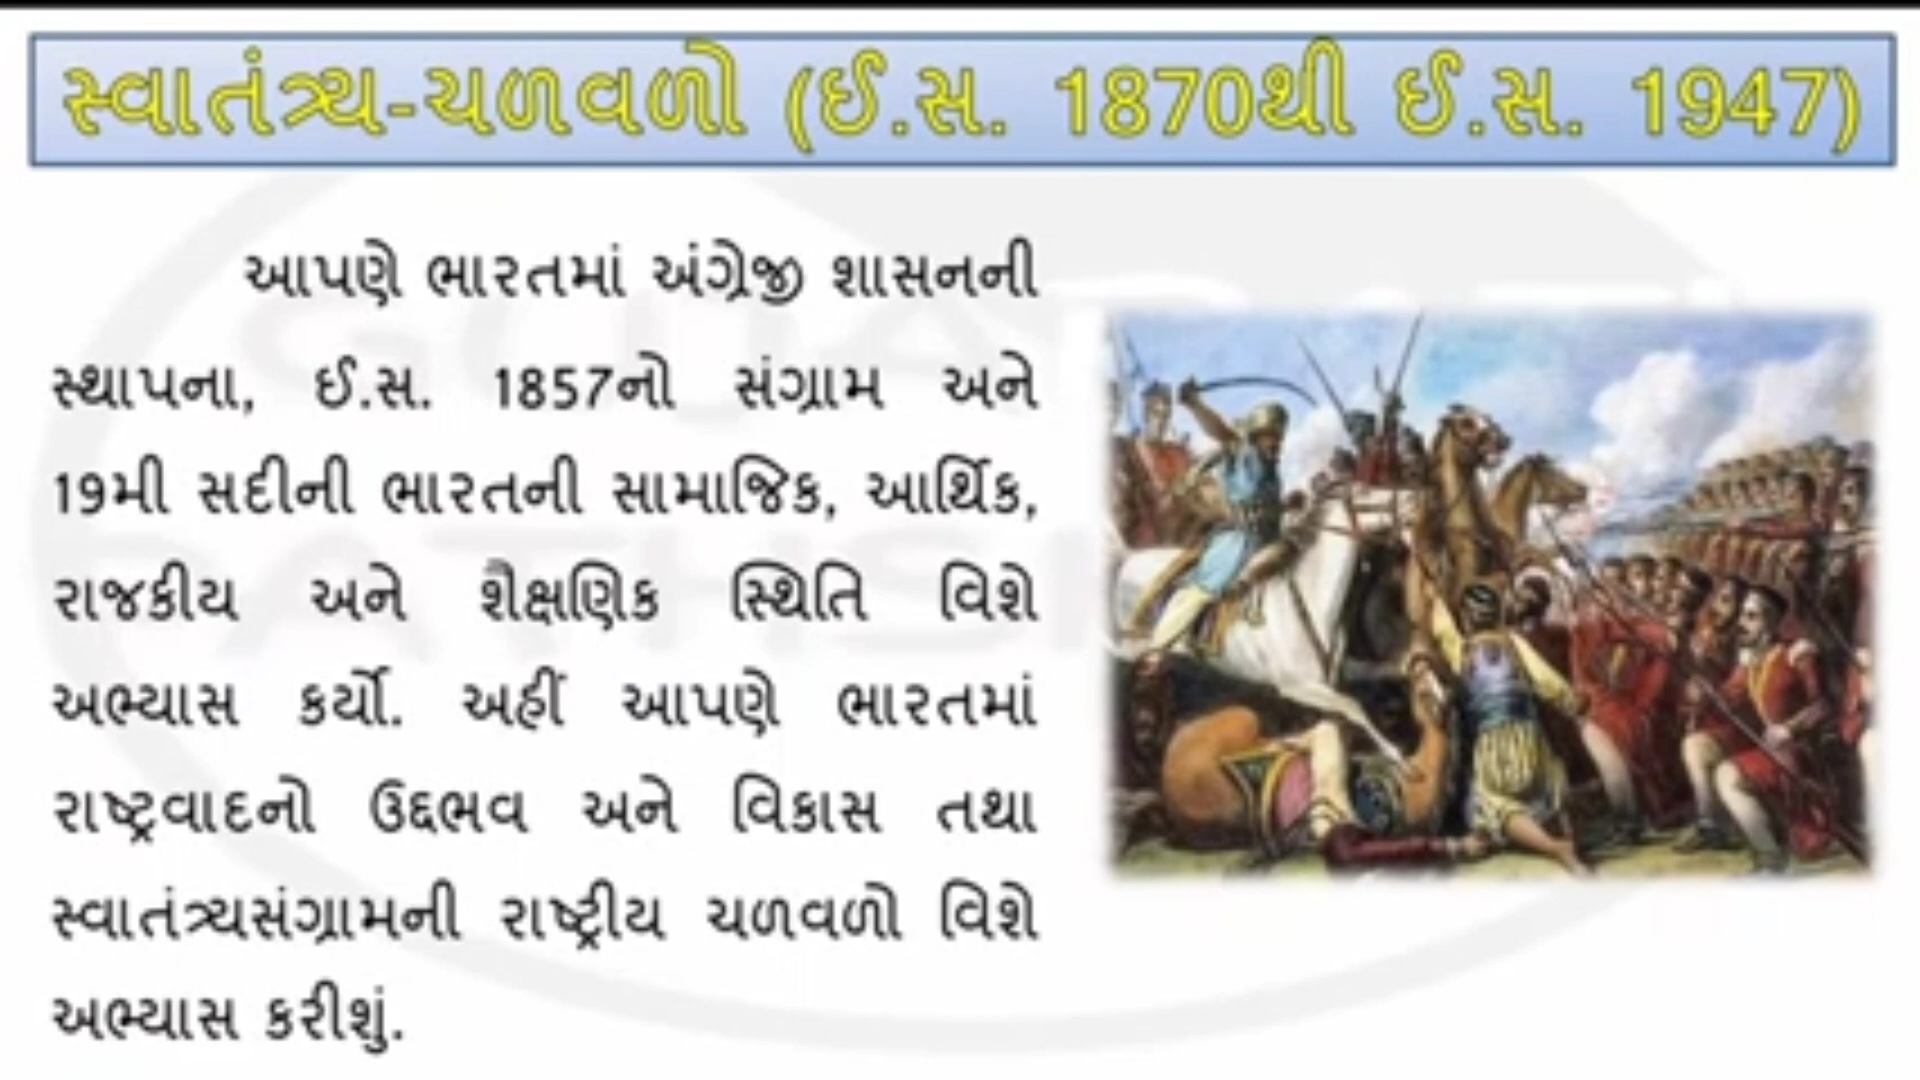 સ્વાતંત્ર્ય-ચળવળો (ઈ.સ. 1870થી ઈ.સ. 1947)
આપણે ભારતમાં અંગ્રેજી શાસનની
સ્થાપના, ઈ.સ. 1857નો સંગ્રામ અને
19મી સદીની ભારતની સામાજિક, આર્થિક,
રાજકીય અને શૈક્ષણિક સ્થિતિ વિશે
અભ્યાસ કર્યો. અહીં આપણે ભારતમાં
રાષ્ટ્રવાદનો ઉદ્દભવ અને વિકાસ તથા
સ્વાતંત્ર્યસંગ્રામની રાષ્ટ્રીય ચળવળો વિશે
અભ્યાસ કરીશું.